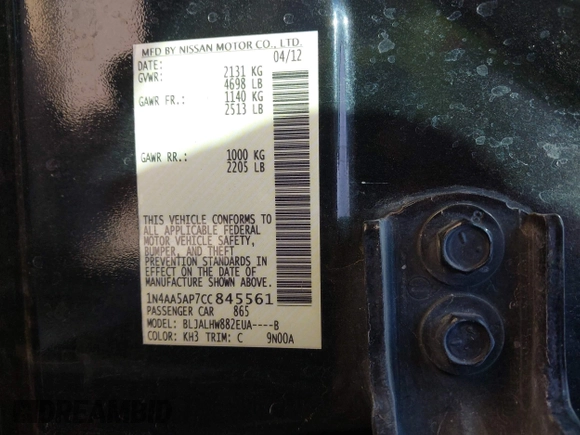 MFD BY NISSAN MOTOR CO., LTD.
DATE: 04/12
GVWR: 2131 KG
4698 LB
GAWR FR.: 1140 KG
2513 LB
GAWR RR.: 1000 KG
2205 LB
THIS VEHICLE CONFORMS TO
ALL APPLICABLE FEDERAL
MOTOR VEHICLE SAFETY,
BUMPER, AND THEFT
PREVENTION STANDARDS IN
EFFECT ON THE DATE OF
MANUFACTURE SHOWN ABOVE.
1N4AA5AP7CC845561
PASSENGER CAR 865
MODEL: BLJALHW882EUA----B
COLOR: KH3 TRIM: C 9N00A
8
DREAMBID